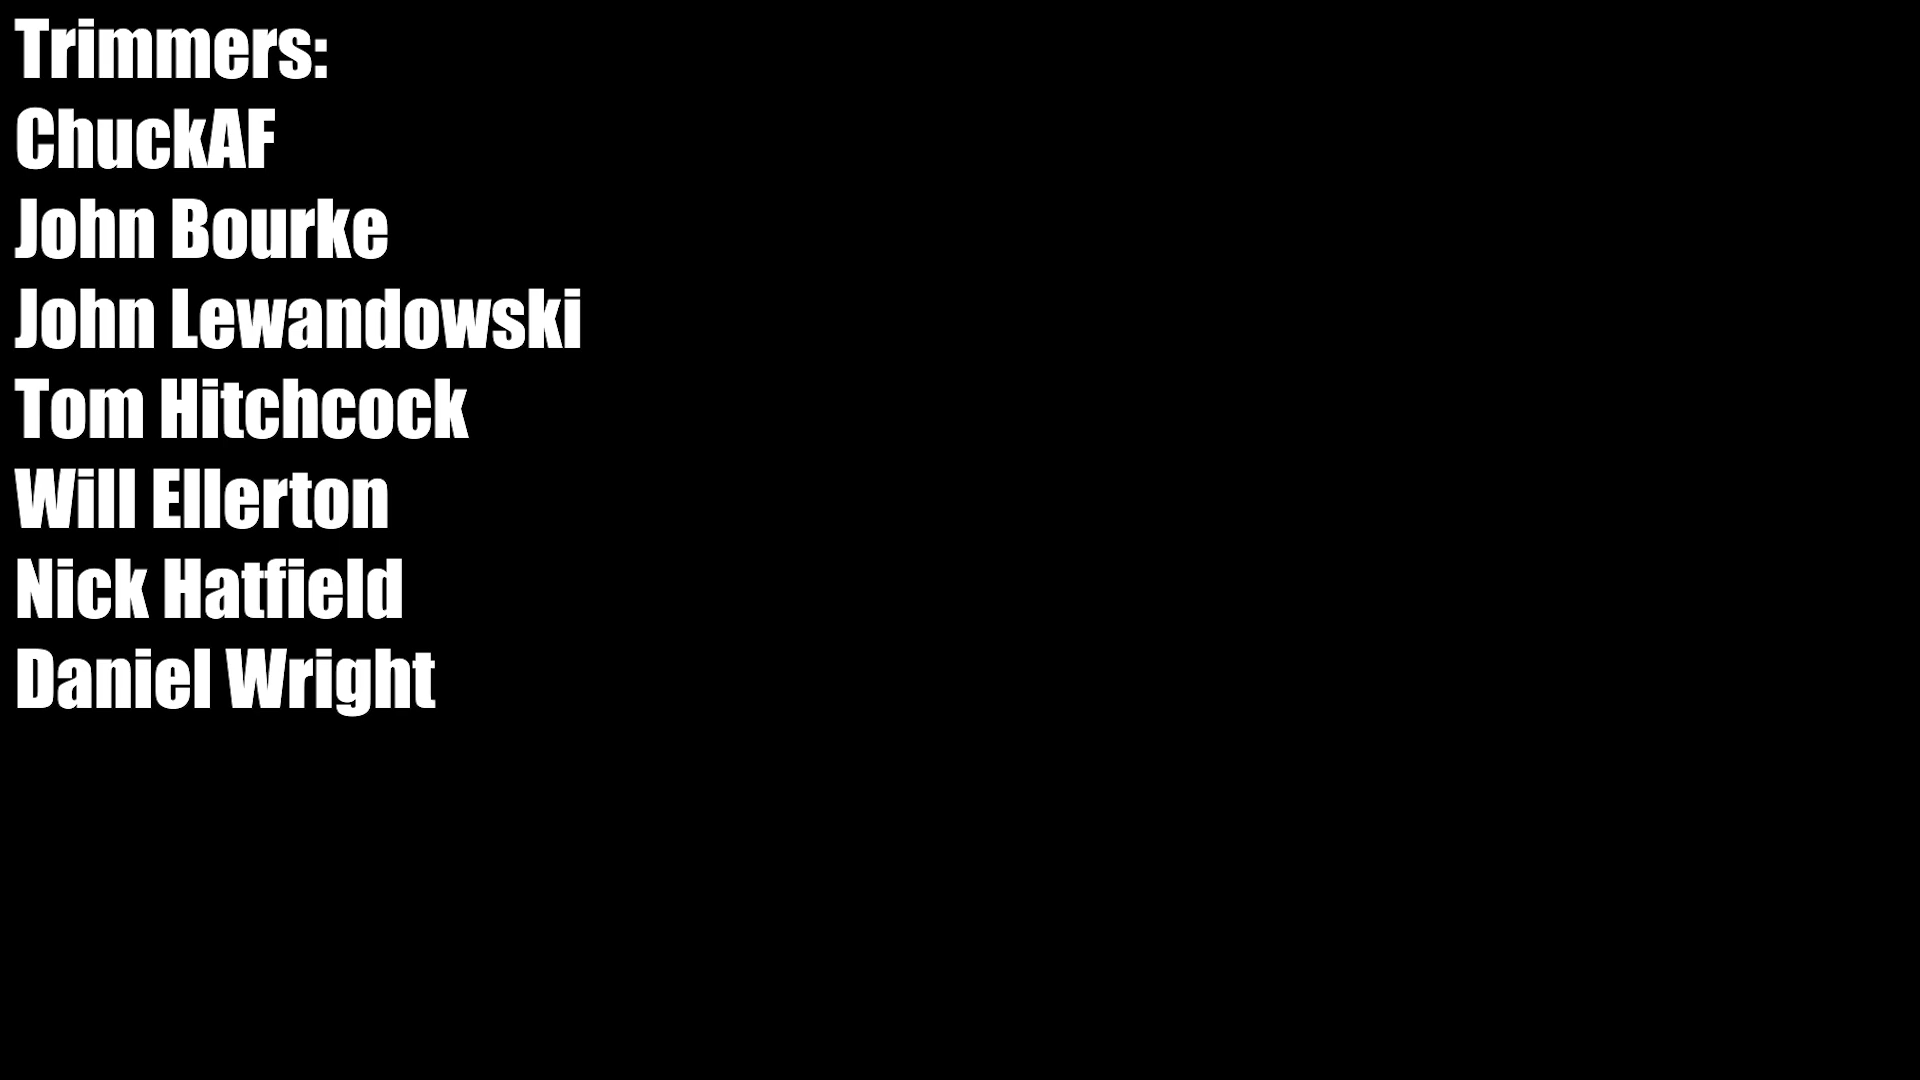 Trimmers:
ChuckAF
John Bourke
John Lewandowski
Tom Hitchcock
Will Ellerton
Nick Hatfield
Daniel Wright